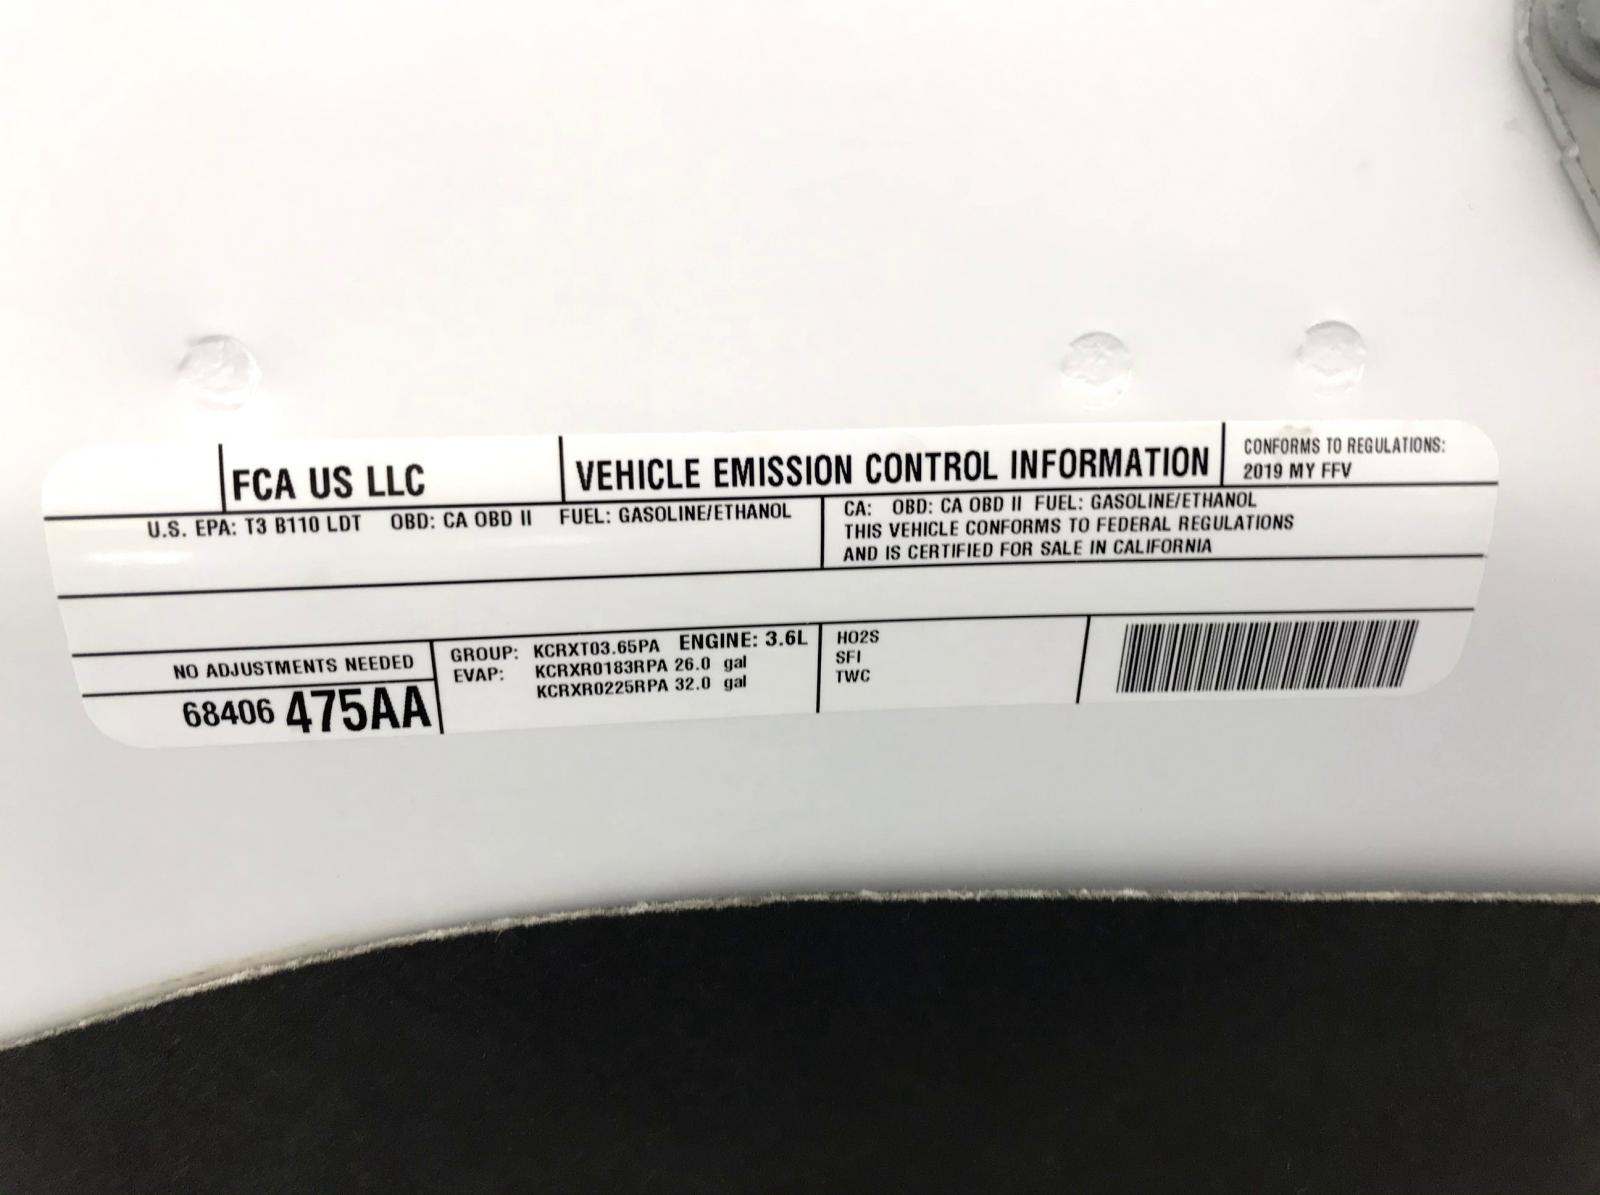 FCA US LLC
VEHICLE EMISSION CONTROL INFORMATION
CONFORMS TO REGULATIONS:
2019 MY FFV
U.S. EPA: T3 B110 LDT OBD: CA OBD II FUEL: GASOLINE/ETHANOL
CA: OBD: CA OBD II FUEL: GASOLINE/ETHANOL
THIS VEHICLE CONFORMS TO FEDERAL REGULATIONS
AND IS CERTIFIED FOR SALE IN CALIFORNIA
NO ADJUSTMENTS NEEDED
68406 475AA
GROUP: KCRXT03.65PA ENGINE: 3.6L
EVAP: KCRXR0183RPA 26.0 gal
KCRXR0225RPA 32.0 gal
HO2S
SFI
TWC